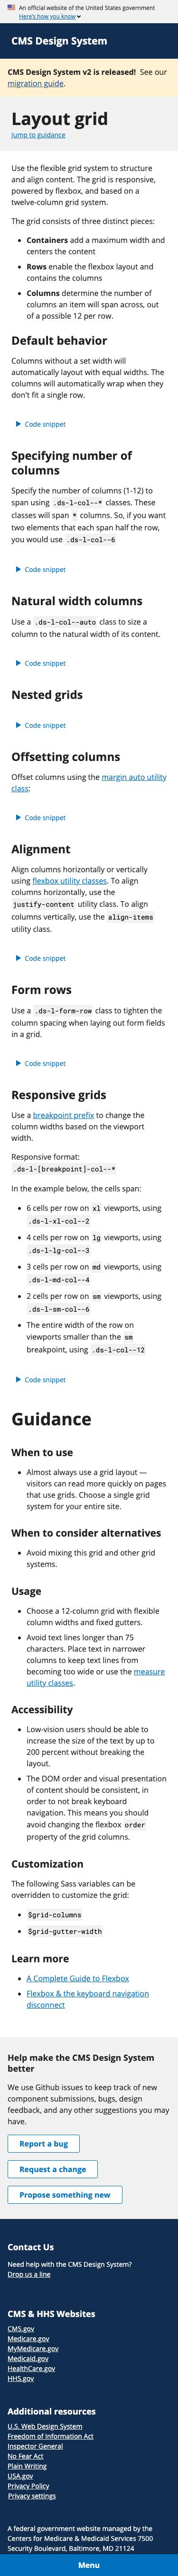 An official website of the United States government
Here's how you know
CMS Design System
CMS Design System v2 is released! See our
migration guide.
Layout grid
Jump to guidance
Use the flexible grid system to structure
and align content. The grid is responsive,
powered by flexbox, and based on a
twelve-column grid system.
The grid consists of three distinct pieces:
Containers add a maximum width and
centers the content
Rows enable the flexbox layout and
contains the columns
Columns determine the number of
columns an item will span across, out
of a possible 12 per row.
Default behavior
Columns without a set width will
automatically layout with equal widths. The
columns will automatically wrap when they
don't fit a single row.
Code snippet
Specifying number of
columns
Specify the number of columns (1-12) to
span using .ds-l-col--* classes. These
classes will span * columns. So, if you want
two elements that each span half the row,
you would use .ds-l-col--6
Code snippet
Natural width columns
Use a .ds-l-col--auto class to size a
column to the natural width of its content.
Code snippet
Nested grids
Code snippet
Offsetting columns
Offset columns using the margin auto utility
class:
Code snippet
Alignment
Align columns horizontally or vertically
using flexbox utility classes. To align
columns horizontally, use the
justify-content utility class. To align
columns vertically, use the align-items
utility class.
Code snippet
Form rows
Use a .ds-l-form-row class to tighten the
column spacing when laying out form fields
in a grid.
Code snippet
Responsive grids
Use a breakpoint prefix to change the
column widths based on the viewport
width.
Responsive format:
.ds-l-[breakpoint]-col--*
In the example below, the cells span:
6 cells per row on xl viewports, using
.ds-l-xl-col--2
4 cells per row on lg viewports, using
.ds-l-lg-col--3
3 cells per row on md viewports, using
.ds-l-md-col--4
2 cells per row on sm viewports, using
.ds-l-sm-col--6
The entire width of the row on
viewports smaller than the sm
breakpoint, using .ds-l-col--12
Code snippet
Guidance
When to use
Almost always use a grid layout —
visitors can read more quickly on pages
that use grids. Choose a single grid
system for your entire site.
When to consider alternatives
Avoid mixing this grid and other grid
systems.
Usage
Choose a 12-column grid with flexible
column widths and fixed gutters.
Avoid text lines longer than 75
characters. Place text in narrower
columns to keep text lines from
becoming too wide or use the measure
utility classes.
Accessibility
Low-vision users should be able to
increase the size of the text by up to
200 percent without breaking the
layout.
The DOM order and visual presentation
of content should be consistent, in
order to not break keyboard
navigation. This means you should
avoid changing the flexbox order
property of the grid columns.
Customization
The following Sass variables can be
overridden to customize the grid:
$grid-columns
$grid-gutter-width
Learn more
A Complete Guide to Flexbox
Flexbox & the keyboard navigation
disconnect
Help make the CMS Design System
better
We use Github issues to keep track of new
component submissions, bugs, design
feedback, and any other suggestions you may
have.
Report a bug
Request a change
Propose something new
Contact Us
Need help with the CMS Design System?
Drop us a line
CMS & HHS Websites
CMS.gov
Medicare.gov
MyMedicare.gov
Medicaid.gov
HealthCare.gov
HHS.gov
Additional resources
U.S. Web Design System
Freedom of Information Act
Inspector General
No Fear Act
Plain Writing
USA.gov
Privacy Policy
Privacy settings
A federal government website managed by the
Centers for Medicare & Medicaid Services 7500
Security Boulevard, Baltimore, MD 21124
Menu